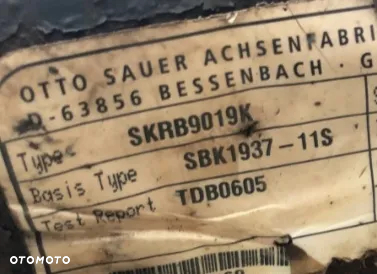 OTTO SAUER ACHSENFABRI
D-63856 BESSENBACH · G
Type SKRB9019K
Basis Type SBK1937-11S
Test Report TDB0605
OTOMOTO